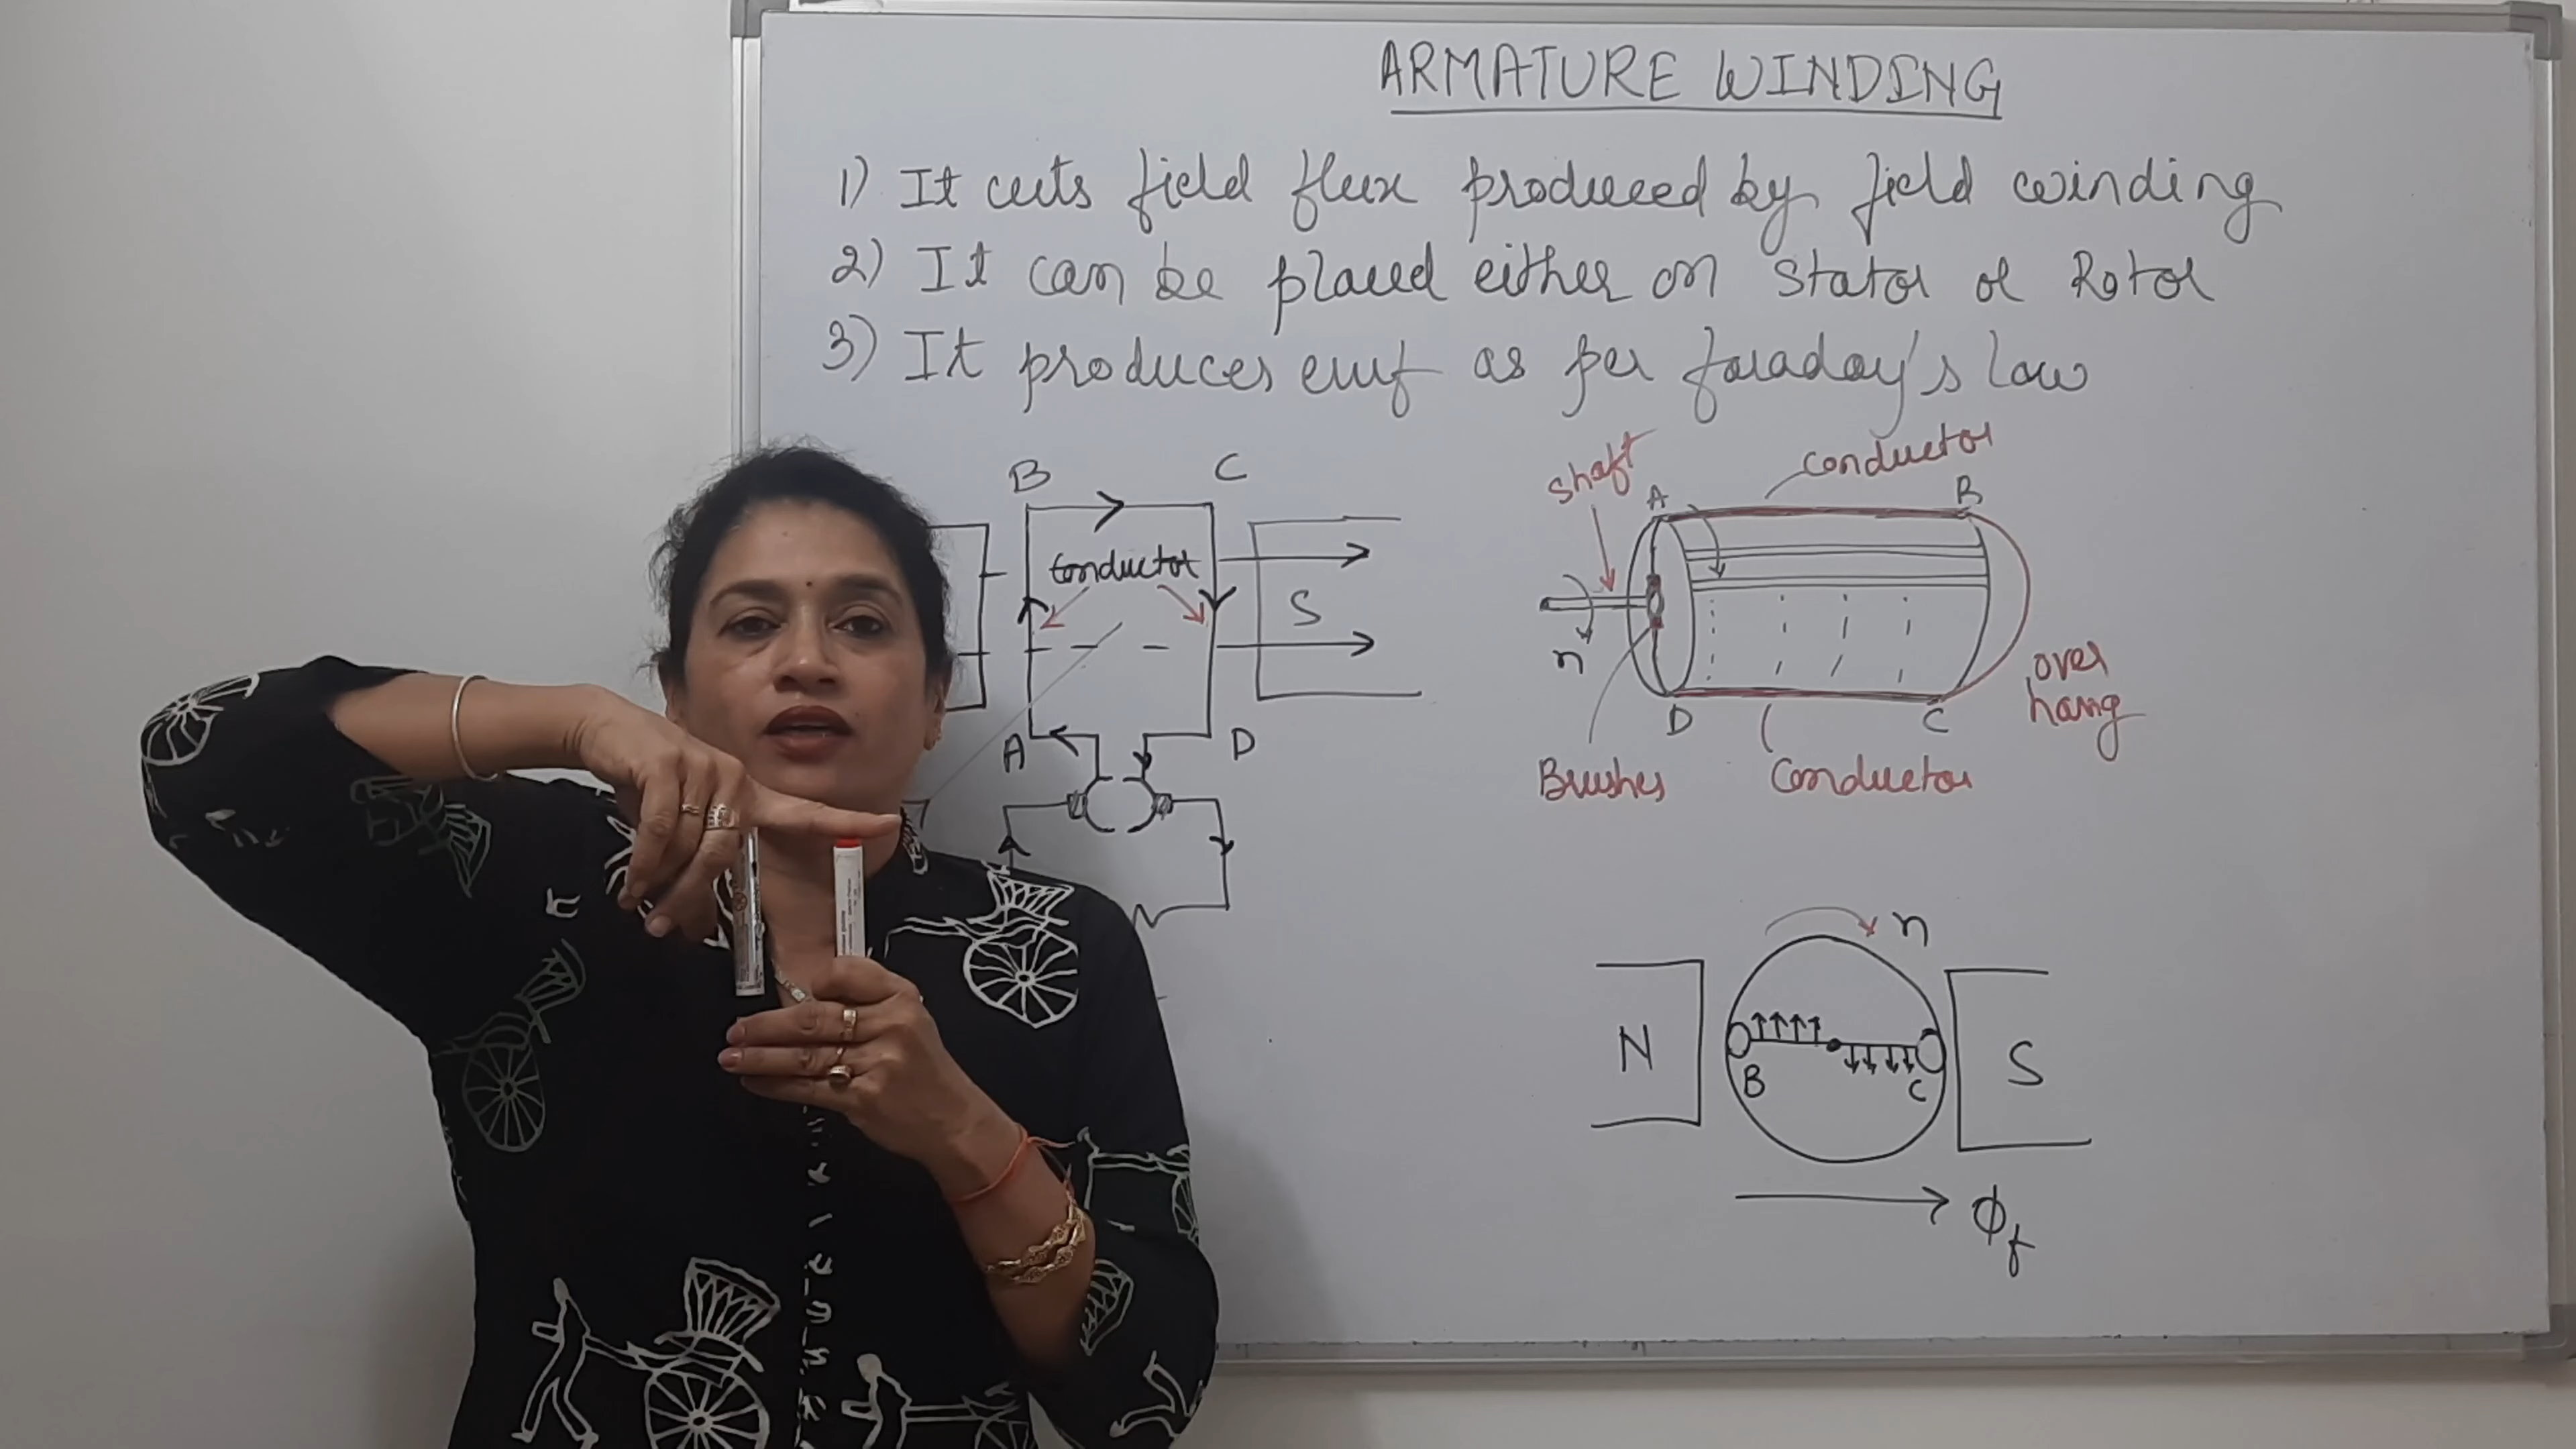 ARMATURE WINDING
1) It cuts field flux produced by field winding
2) It can be placed either on Stator or Rotor
3) It produces emf as per faraday's law
B
C
Conductor
S
A
D
shaft
conductor
A
B
n
over
hang
D
C
Brushes
Conductor
n
N
B
C
S
ϕf